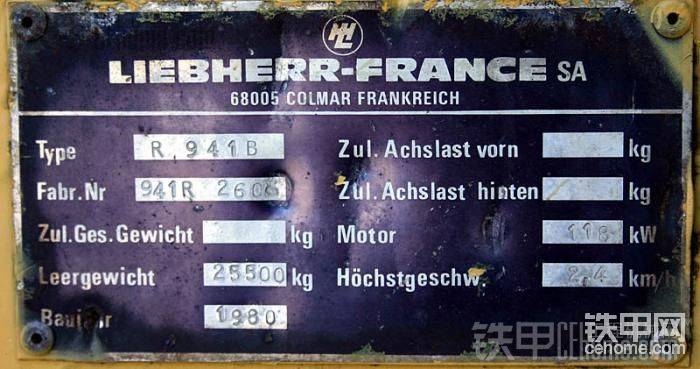 LIEBHERR-FRANCE SA
68005 COLMAR FRANKREICH
Type R 941B
Zul. Achslast vorn kg
Fabr.Nr 941R
Zul. Achslast hinten kg
Zul.Ges.Gewicht kg
Motor 118 kW
Leergewicht 25500 kg
Höchstgeschw. 2,4 km/h
Baujahr 1980
铁甲网
cehome.com